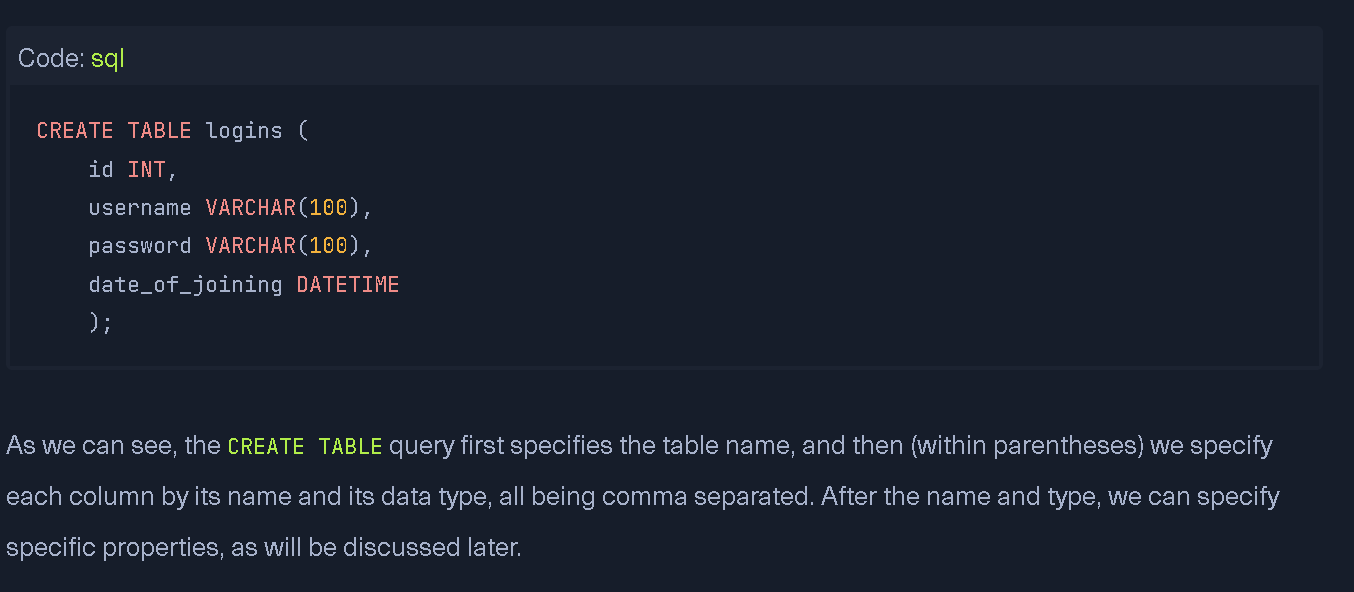 Code: sql
CREATE TABLE logins (
    id INT,
    username VARCHAR(100),
    password VARCHAR(100),
    date_of_joining DATETIME
    );
As we can see, the CREATE TABLE query first specifies the table name, and then (within parentheses) we specify
each column by its name and its data type, all being comma separated. After the name and type, we can specify
specific properties, as will be discussed later.